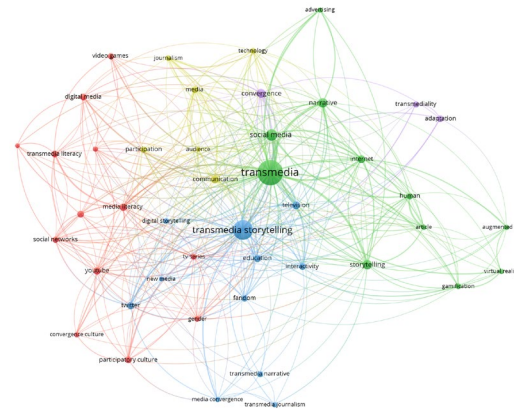 advertising
video games
journalism
technology
digital media
media
convergence
narrative
transmediality
adaptation
social media
transmedia literacy
participation
audience
internet
transmedia
communication
human
media literacy
television
digital storytelling
article
augmented
transmedia storytelling
social networks
tv series
education
interactivity
storytelling
youtube
new media
virtual reali
gamification
fandom
twitter
gender
convergence culture
participatory culture
transmedia narrative
media convergence
transmedia journalism